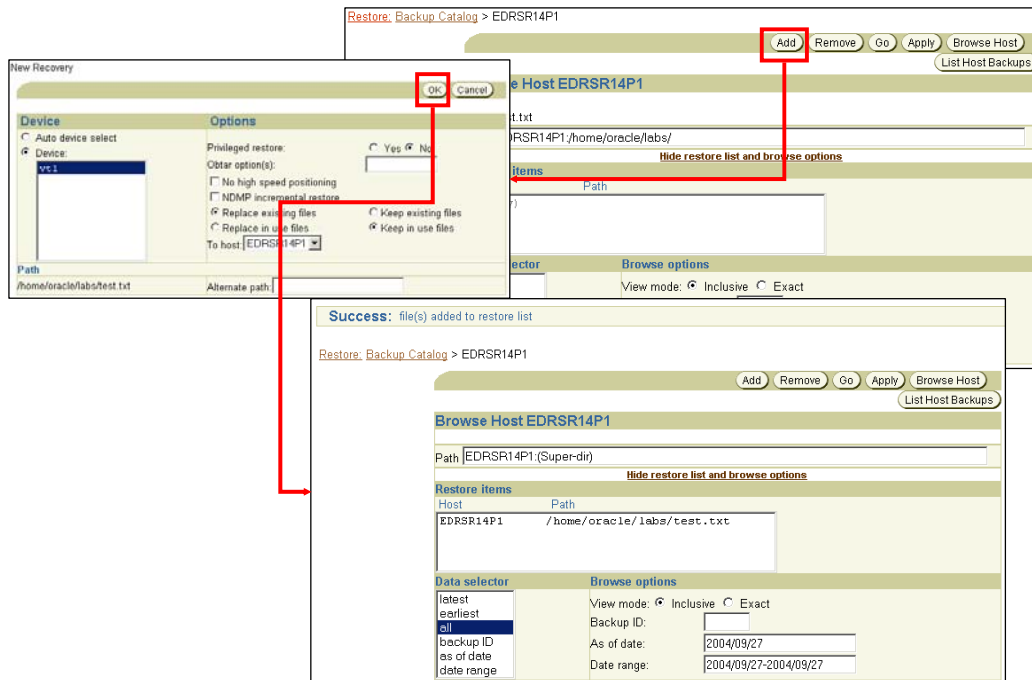 Restore: Backup Catalog > EDRSR14P1
Add Remove Go Apply Browse Host
List Host Backups
e Host EDRSR14P1
t.txt
DRSR14P1:/home/oracle/labs/
Hide restore list and browse options
items
Path
r)
ector
Browse options
View mode: Inclusive Exact
New Recovery
OK Cancel
Device
Options
Auto device select
Device:
vt1
Privileged restore: Yes No
Obtar option(s):
No high speed positioning
NDMP incremental restore
Replace existing files Keep existing files
Replace in use files Keep in use files
To host: EDRSR14P1
Path
/home/oracle/labs/test.txt
Alternate path:
Success: file(s) added to restore list
Restore: Backup Catalog > EDRSR14P1
Add Remove Go Apply Browse Host
List Host Backups
Browse Host EDRSR14P1
Path EDRSR14P1:(Super-dir)
Hide restore list and browse options
Restore items
Host Path
EDRSR14P1 /home/oracle/labs/test.txt
Data selector
latest
earliest
all
backup ID
as of date
date range
Browse options
View mode: Inclusive Exact
Backup ID:
As of date: 2004/09/27
Date range: 2004/09/27-2004/09/27